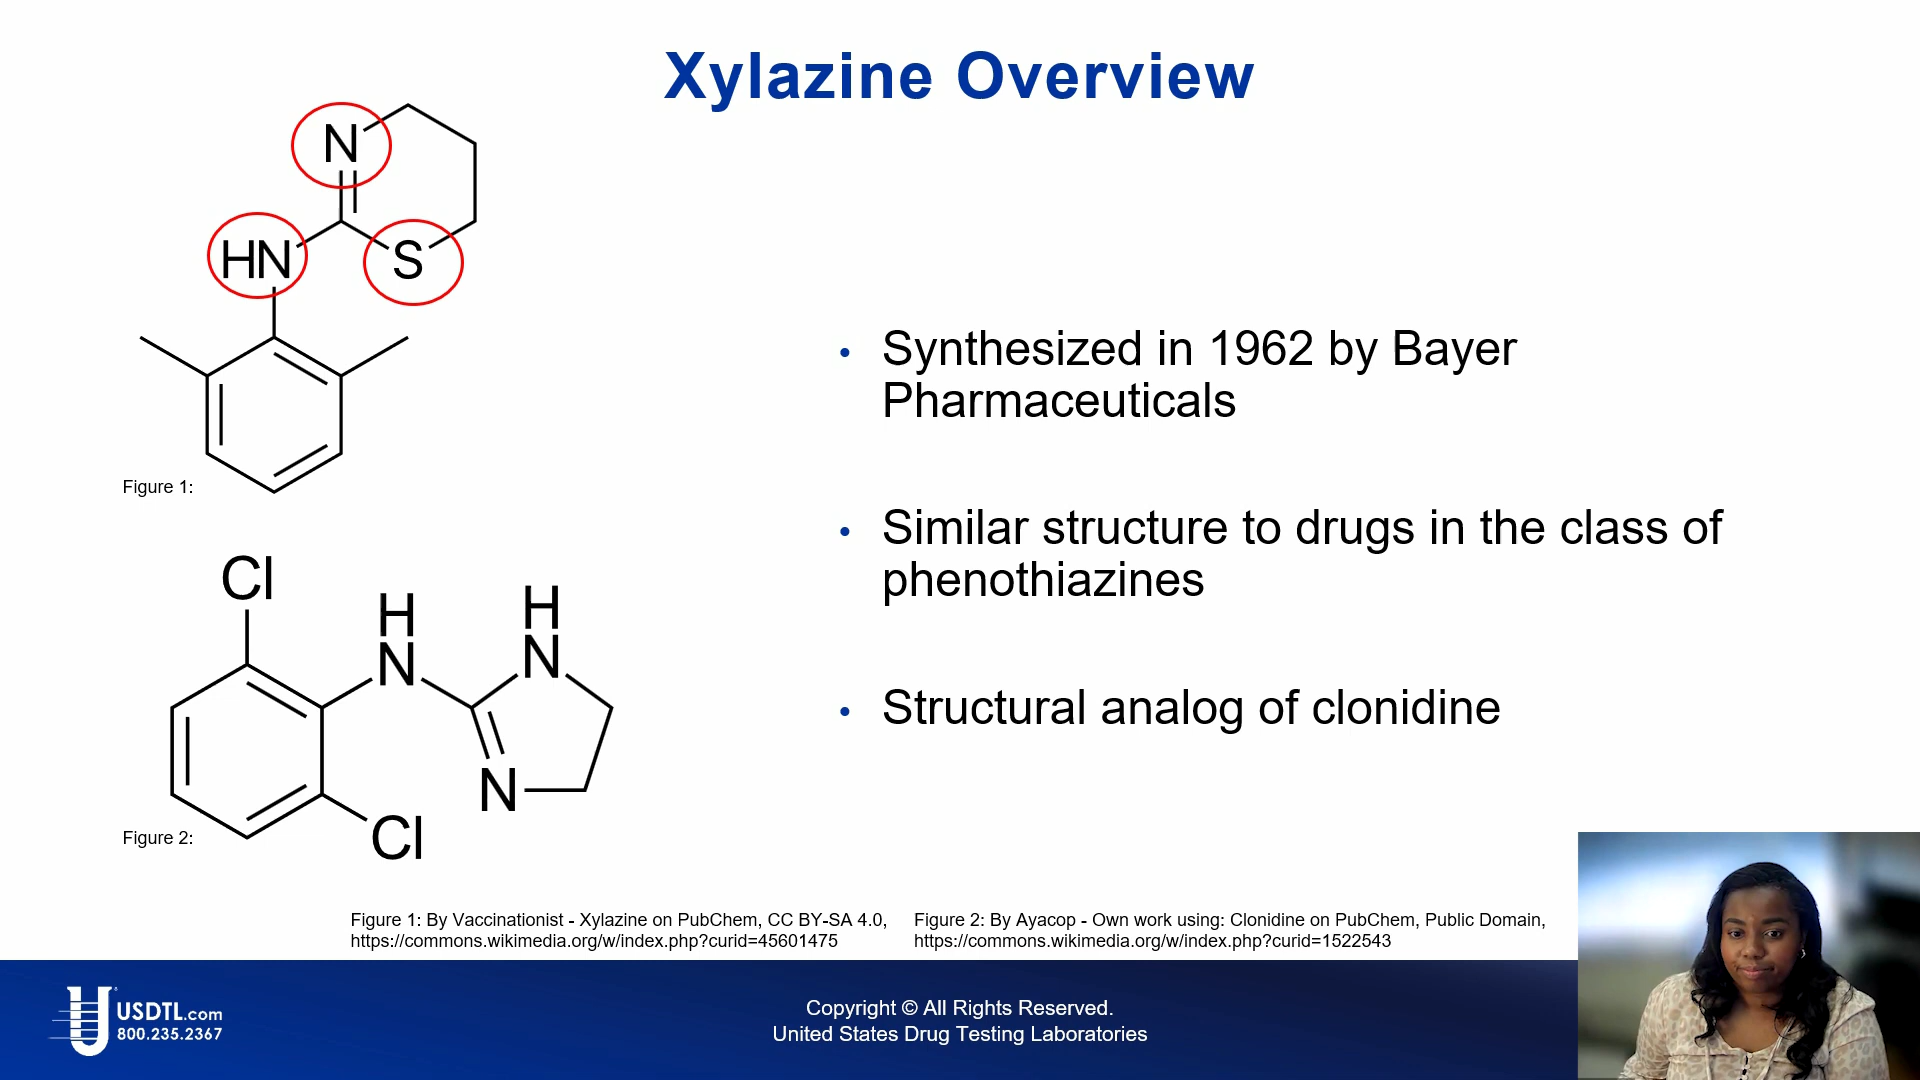 Xylazine Overview
N
HN
S
Figure 1:
• Synthesized in 1962 by Bayer
Pharmaceuticals
• Similar structure to drugs in the class of
phenothiazines
• Structural analog of clonidine
Cl
H
N
H
N
N
Cl
Figure 2:
Figure 1: By Vaccinationist - Xylazine on PubChem, CC BY-SA 4.0,
https://commons.wikimedia.org/w/index.php?curid=45601475
Figure 2: By Ayacop - Own work using: Clonidine on PubChem, Public Domain,
https://commons.wikimedia.org/w/index.php?curid=1522543
USDTL.com
800.235.2367
Copyright © All Rights Reserved.
United States Drug Testing Laboratories